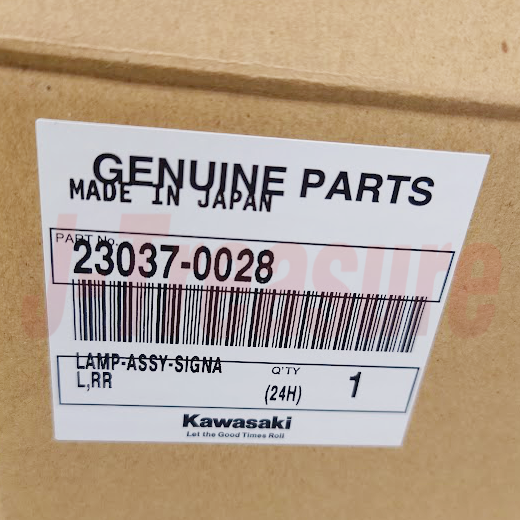 GENUINE PARTS
MADE IN JAPAN
PART No.
23037-0028
LAMP-ASSY-SIGNA
L,RR
Q'TY
(24H)
1
Kawasaki
Let the Good Times Roll
J-Treasure